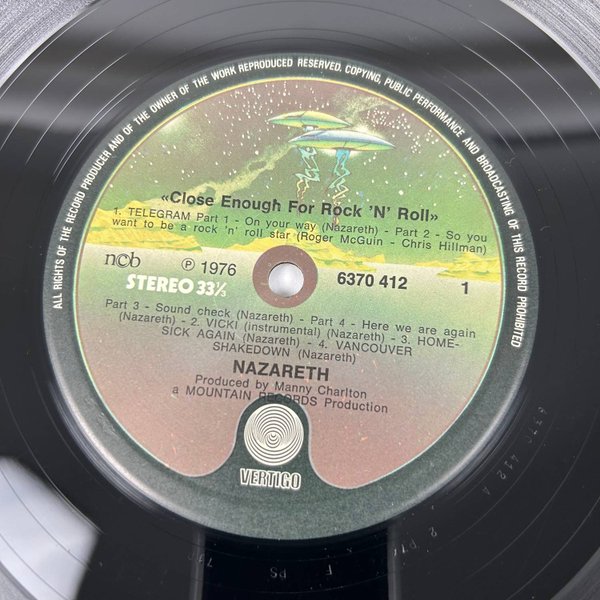 ALL RIGHTS OF THE RECORD PRODUCER AND OF THE OWNER OF THE WORK REPRODUCED RESERVED. COPYING, PUBLIC PERFORMANCE AND BROADCASTING OF THIS RECORD PROHIBITED
«Close Enough For Rock 'N' Roll»
1. TELEGRAM Part 1 - On your way (Nazareth) - Part 2 - So you
want to be a rock 'n' roll star (Roger McGuin - Chris Hillman)
ncb
℗ 1976
6370 412
1
STEREO 33⅓
Part 3 - Sound check (Nazareth) - Part 4 - Here we are again
(Nazareth) - 2. VICKI (instrumental) (Nazareth) - 3. HOME-
SICK AGAIN (Nazareth) - 4. VANCOUVER
SHAKEDOWN (Nazareth)
NAZARETH
Produced by Manny Charlton
a MOUNTAIN RECORDS Production
VERTIGO